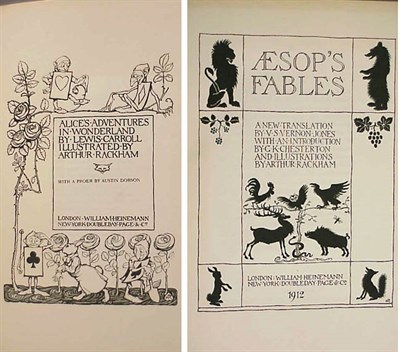 ALICE'S·ADVENTURES
IN·WONDERLAND
BY·LEWIS·CARROLL
ILLUSTRATED·BY
ARTHUR·RACKHAM
WITH A PROEM BY AUSTIN DOBSON
LONDON·WILLIAM·HEINEMANN
NEW·YORK·DOUBLEDAY·PAGE·&·Co
ÆSOP'S
FABLES
A·NEW·TRANSLATION
BY·V·S·VERNON·JONES
WITH·AN·INTRODUCTION
BY·G·K·CHESTERTON
AND ILLUSTRATIONS
BY ARTHUR RACKHAM
LONDON: WILLIAM HEINEMANN
NEW YORK: DOUBLEDAY PAGE & Co
1912